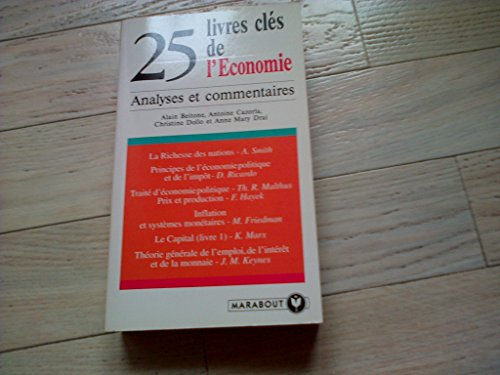 25 livres clés
de
l'Economie
Analyses et commentaires
Alain Beitone, Antoine Cazorla,
Christine Dollo et Anne Mary Drai
La Richesse des nations - A. Smith
Principes de l'économie politique
et de l'impôt - D. Ricardo
Traité d'économie politique - Th. R. Malthus
Prix et production - F. Hayek
Inflation
et systèmes monétaires - M. Friedman
Le Capital (livre 1) - K. Marx
Théorie générale de l'emploi, de l'intérêt
et de la monnaie - J. M. Keynes
MARABOUT